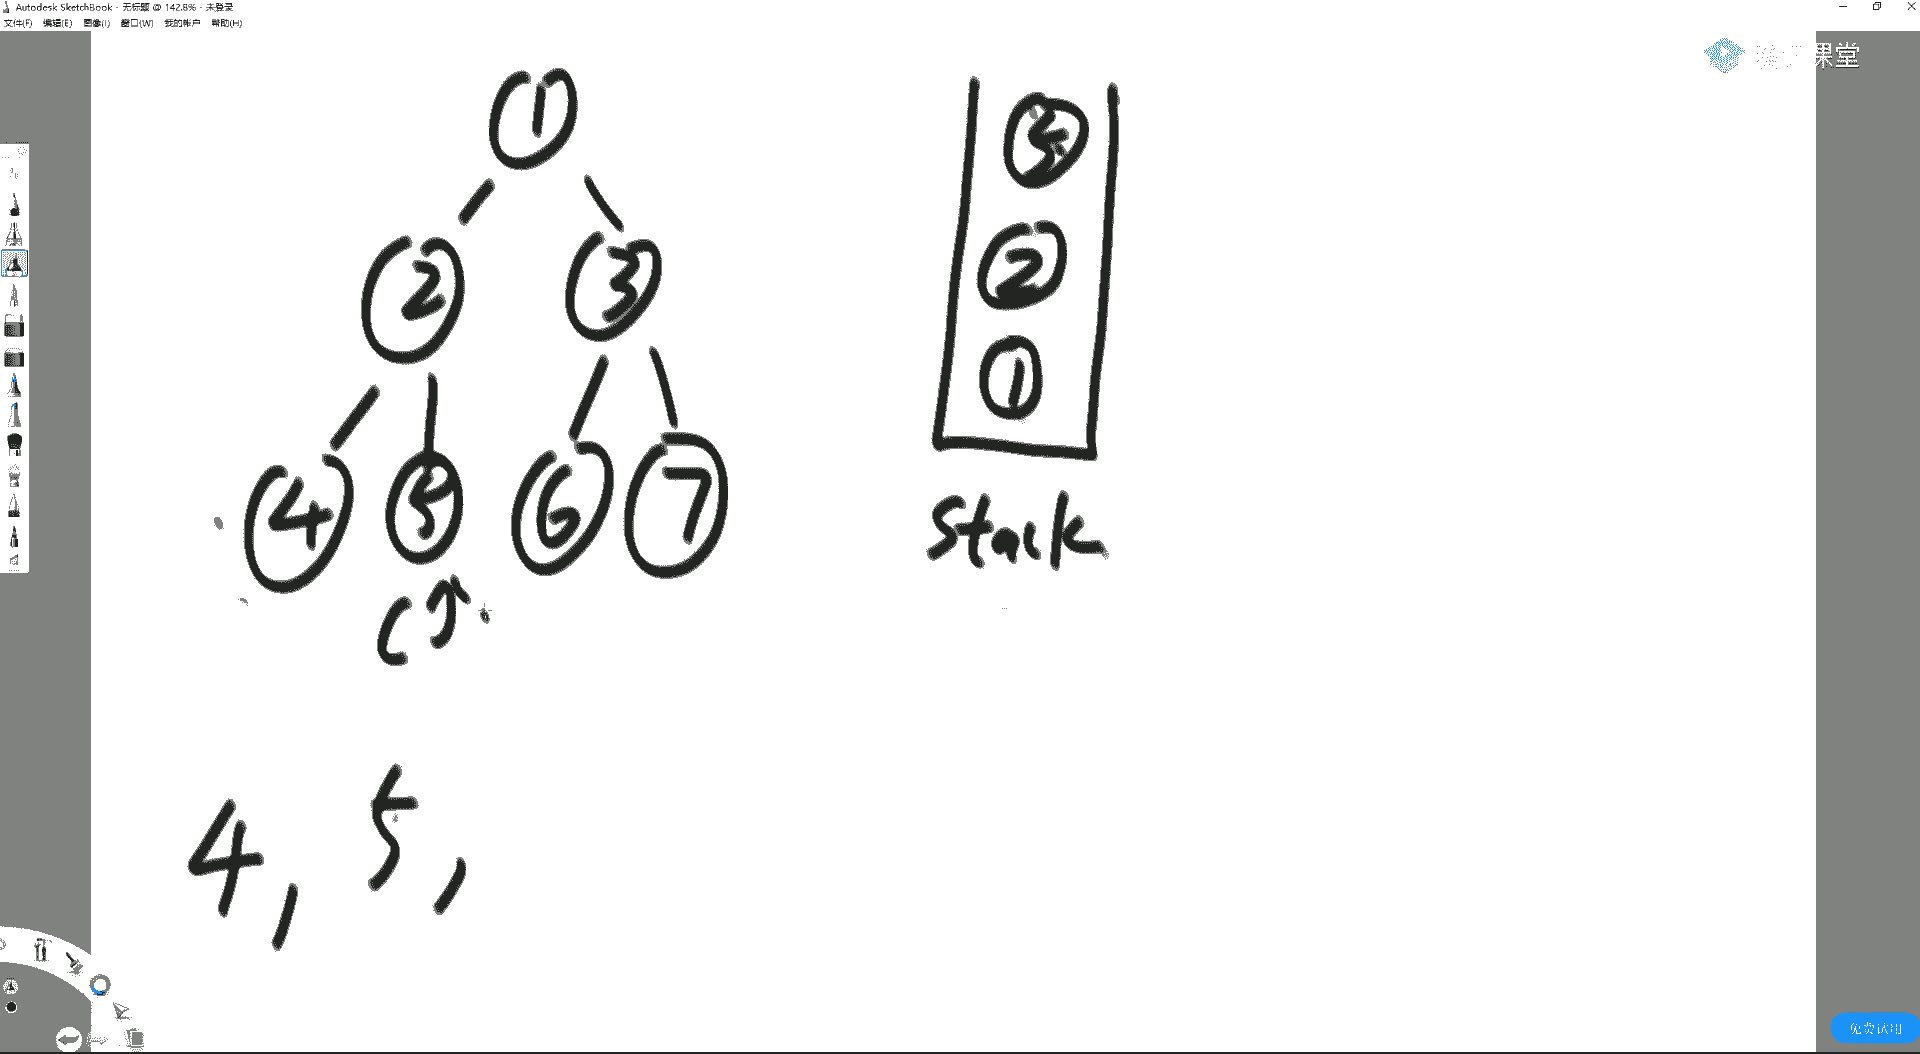 Autodesk SketchBook - 无标题 @ 142.8% - 未登录
文件(F) 编辑(E) 图像(I) 窗口(W) 我的帐户 帮助(H)
课堂
1
2 3
4 5 6 7
5
2
1
Stack
4, 5,
免费试用